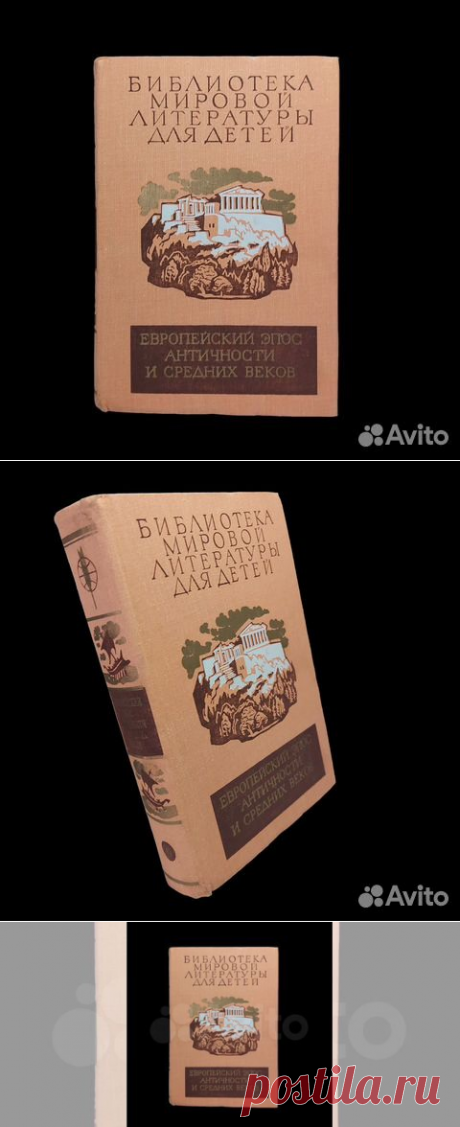 БИБЛИОТЕКА
МИРОВОЙ
ЛИТЕРАТУРЫ
ДЛЯ ДЕТЕЙ
ЕВРОПЕЙСКИЙ ЭПОС
АНТИЧНОСТИ
И СРЕДНИХ ВЕКОВ
Avito
БИБЛИОТЕКА
МИРОВОЙ
ЛИТЕРАТУРЫ
ДЛЯ ДЕТЕЙ
ЕВРОПЕЙСКИЙ ЭПОС
АНТИЧНОСТИ
И СРЕДНИХ ВЕКОВ
Avito
БИБЛИОТЕКА
МИРОВОЙ
ЛИТЕРАТУРЫ
ДЛЯ ДЕТЕЙ
Avito
ЕВРОПЕЙСКИЙ ЭПОС
АНТИЧНОСТИ
И СРЕДНИХ ВЕКОВ
postila.ru